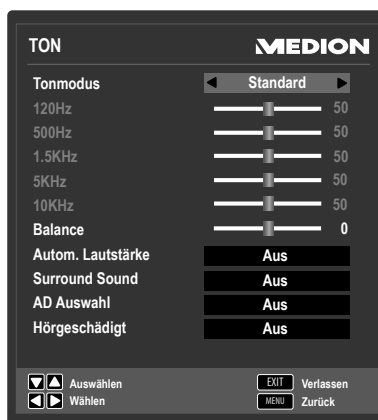 TON MEDION
Tonmodus Standard
120Hz 50
500Hz 50
1.5KHz 50
5KHz 50
10KHz 50
Balance 0
Autom. Lautstärke Aus
Surround Sound Aus
AD Auswahl Aus
Hörgeschädigt Aus
Auswählen EXIT Verlassen
Wählen MENU Zurück